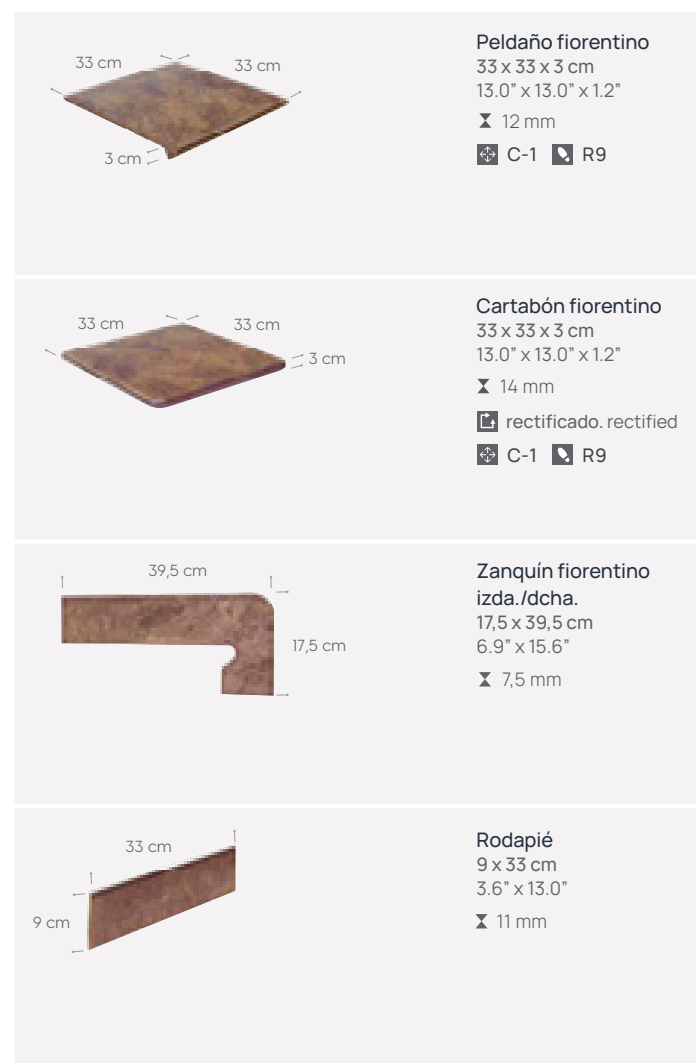 33 cm
33 cm
3 cm
Peldaño fiorentino
33 x 33 x 3 cm
13.0” x 13.0” x 1.2”
12 mm
C-1 R9
33 cm
33 cm
3 cm
Cartabón fiorentino
33 x 33 x 3 cm
13.0” x 13.0” x 1.2”
14 mm
rectificado. rectified
C-1 R9
39,5 cm
17,5 cm
Zanquín fiorentino
izda./dcha.
17,5 x 39,5 cm
6.9” x 15.6”
7,5 mm
33 cm
9 cm
Rodapié
9 x 33 cm
3.6” x 13.0”
11 mm